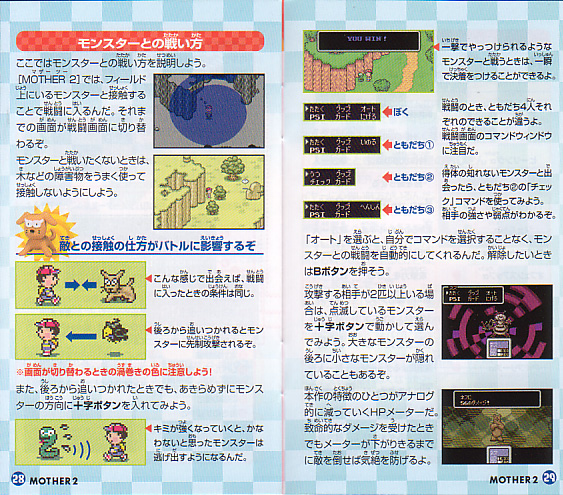 モンスターとの戦い方
ここではモンスターとの戦い方を説明しよう。
[MOTHER 2]では、フィールド
上にいるモンスターと接触する
ことで戦闘に入るんだ。それま
での画面が戦闘画面に切り替
わるぞ。
モンスターと戦いたくないときは、
木などの障害物をうまく使って
接触しないようにしよう。
敵との接触の仕方がバトルに影響するぞ
こんな感じで出会えば、戦闘
に入ったときの条件は同じ。
後ろから追いつかれるとモン
スターに先制攻撃されるぞ。
※画面が切り替わるときの渦巻きの色に注意しよう!
また、後ろから追いつかれたときでも、あきらめずにモンス
ターの方向に十字ボタンを入れてみよう。
キミが強くなっていくと、かな
わないと思ったモンスターは
逃げ出すようになるんだ。
28 MOTHER2
YOU WIN!
一撃でやっつけられるような
モンスターと戦うときは、一瞬
で決着をつけることができるよ。
たたく グッズ オート
PSI ガード にげる
ぼく
戦闘のとき、ともだち4人それ
ぞれのできることが違うよ。
戦闘画面のコマンドウィンドウ
に注目だ。
たたく グッズ いのる
PSI ガード
ともだち①
うつ グッズ
チェック ガード
ともだち②
得体の知れないモンスターと出
会ったら、ともだち②の「チェッ
ク」コマンドを使ってみよう。
相手の強さや弱点がわかるぞ。
たたく グッズ へんしん
PSI ガード
ともだち③
「オート」を選ぶと、自分でコマンドを選択することなく、モン
スターとの戦闘を自動的にしてくれるんだ。解除したいとき
はBボタンを押そう。
攻撃する相手が2匹以上いる場
合は、点滅しているモンスター
を十字ボタンで動かして選ん
でみよう。大きなモンスターの
後ろに小さなモンスターが隠れ
ていることもあるぞ。
たたく グッズ オート
PSI ガード にげる
本作の特徴のひとつがアナログ
的に減っていくHPメーターだ。
致命的なダメージを受けたとき
でもメーターが下がりきるまで
に敵を倒せば気絶を防げるよ。
MOTHER2 29